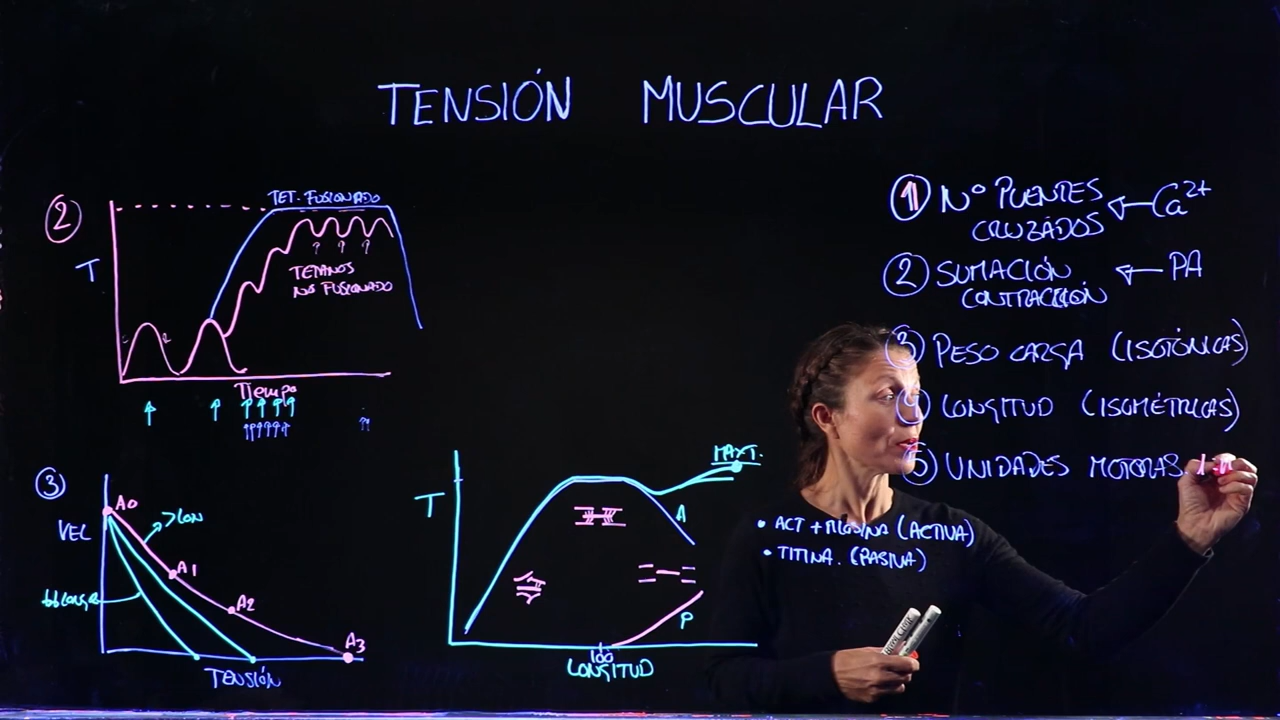 TENSIÓN MUSCULAR
2
TET. FUSIONADO
T
TETANOS
NO FUSIONADO
Tiempo
3
VEL
A0
>LON
A1
A2
A3
TENSIÓN
T
MAX T.
A
P
100
LONGITUD
1 Nº PUENTES
CRUZADOS
Ca2+
2 SUMACIÓN
CONTRACCIÓN
PA
3 PESO CARGA (ISOTÓNICAS)
4 LONGITUD (ISOMÉTRICAS)
5 UNIDADES MOTORAS
• ACT + MIOSINA (ACTIVA)
• TITINA. (PASIVA)